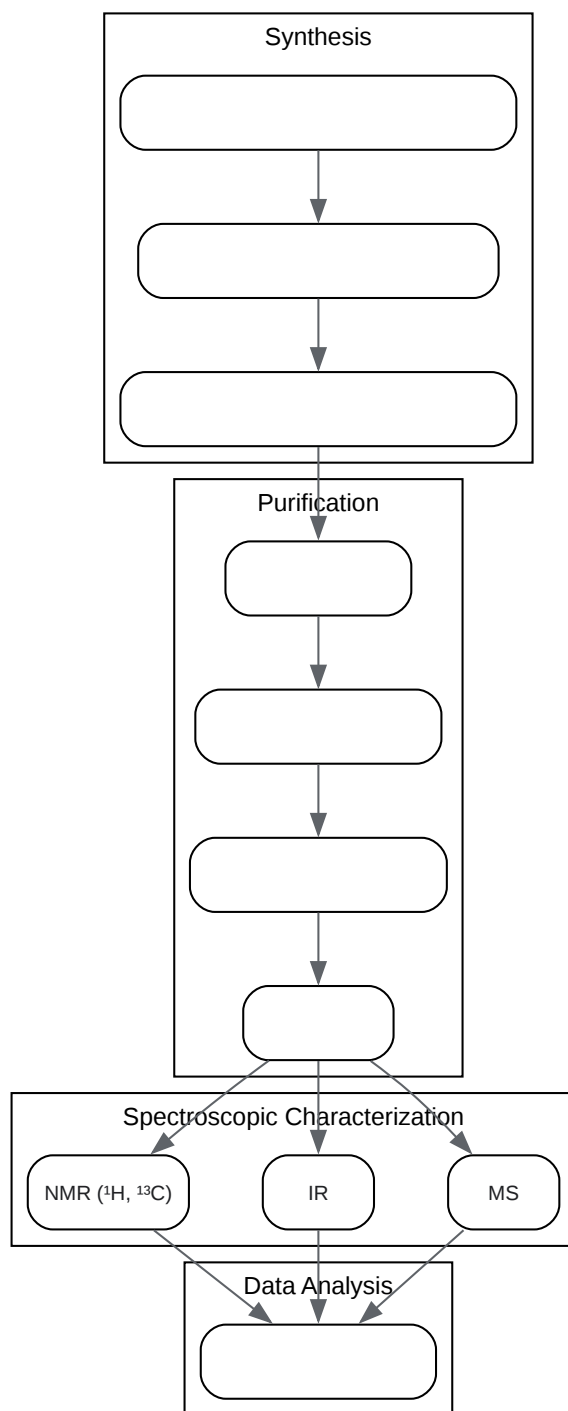 Synthesis
Purification
Spectroscopic Characterization
NMR (¹H, ¹³C)
IR
MS
Data Analysis